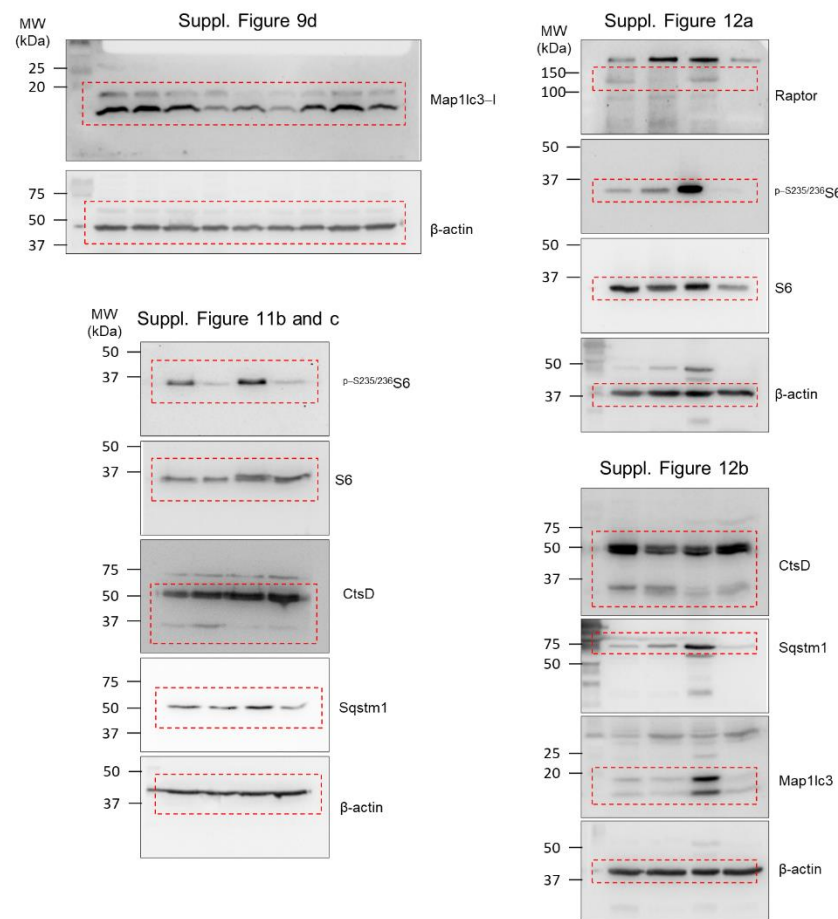 Suppl. Figure 9d
MW
(kDa)
25
20
Map1lc3–I
75
50
37
β-actin
Suppl. Figure 11b and c
MW
(kDa)
50
37
p–S235/236S6
50
37
S6
75
50
37
CtsD
75
50
37
Sqstm1
50
37
β-actin
Suppl. Figure 12a
MW
(kDa)
150
100
Raptor
50
37
p–S235/236S6
50
37
S6
50
37
β-actin
Suppl. Figure 12b
75
50
37
CtsD
75
50
Sqstm1
25
20
Map1lc3
50
37
β-actin